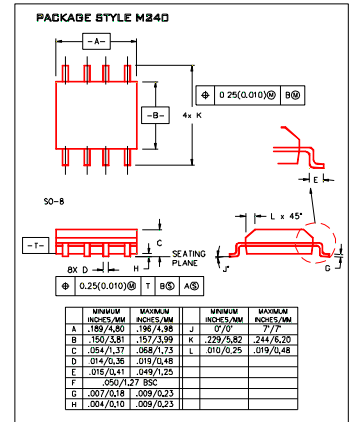 PACKAGE STYLE M240
-A-
-B-
4x K
⌖ 0.25(0.010)Ⓜ BⓂ
E
SO-8
-T-
C
8X D
H
SEATING
PLANE
L x 45°
J°
G
⌖ 0.25(0.010)Ⓜ T BⓈ AⓈ
MINIMUM INCHES/MM MAXIMUM INCHES/MM MINIMUM INCHES/MM MAXIMUM INCHES/MM
A .189/4.80 .196/4.98 J 0°/0° 7°/7°
B .150/3.81 .157/3.99 K .229/5.82 .244/6.20
C .054/1.37 .068/1.73 L .010/0.25 .019/0.48
D .014/0.36 .019/0.48
E .016/0.41 .049/1.25
F .050/1.27 BSC
G .007/0.18 .009/0.23
H .004/0.10 .009/0.23